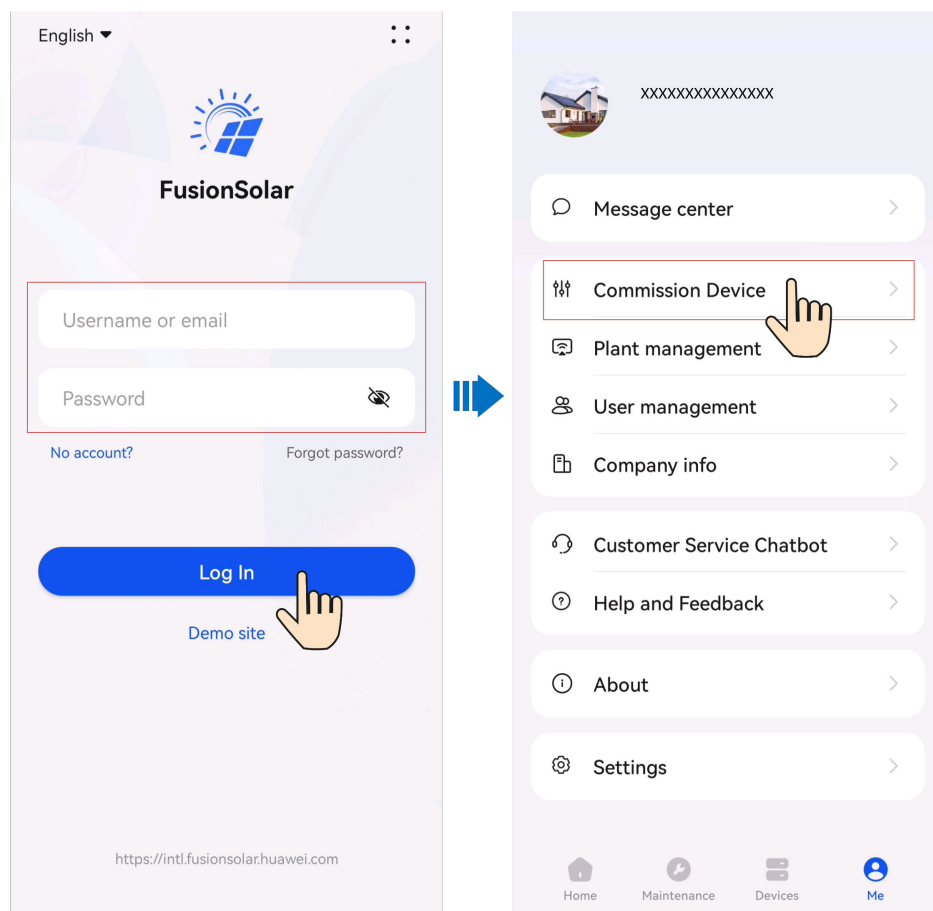 English
FusionSolar
Username or email
Password
No account? Forgot password?
Log In
Demo site
https://intl.fusionsolar.huawei.com
XXXXXXXXXXXXXXX
Message center
Commission Device
Plant management
User management
Company info
Customer Service Chatbot
Help and Feedback
About
Settings
Home Maintenance Devices Me